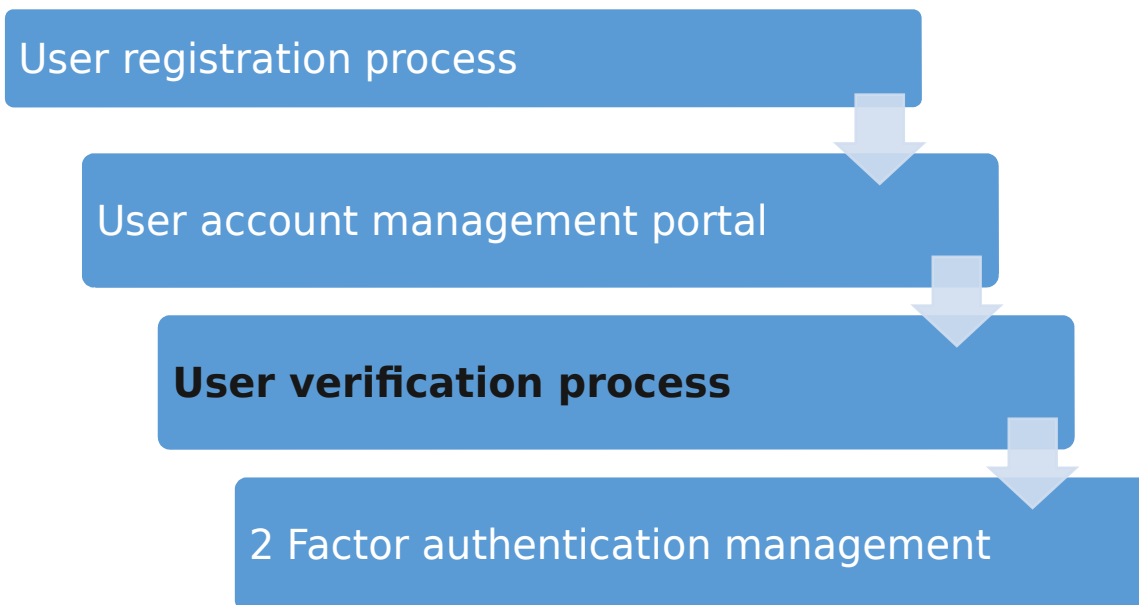 User registration process
User account management portal
User verification process
2 Factor authentication management